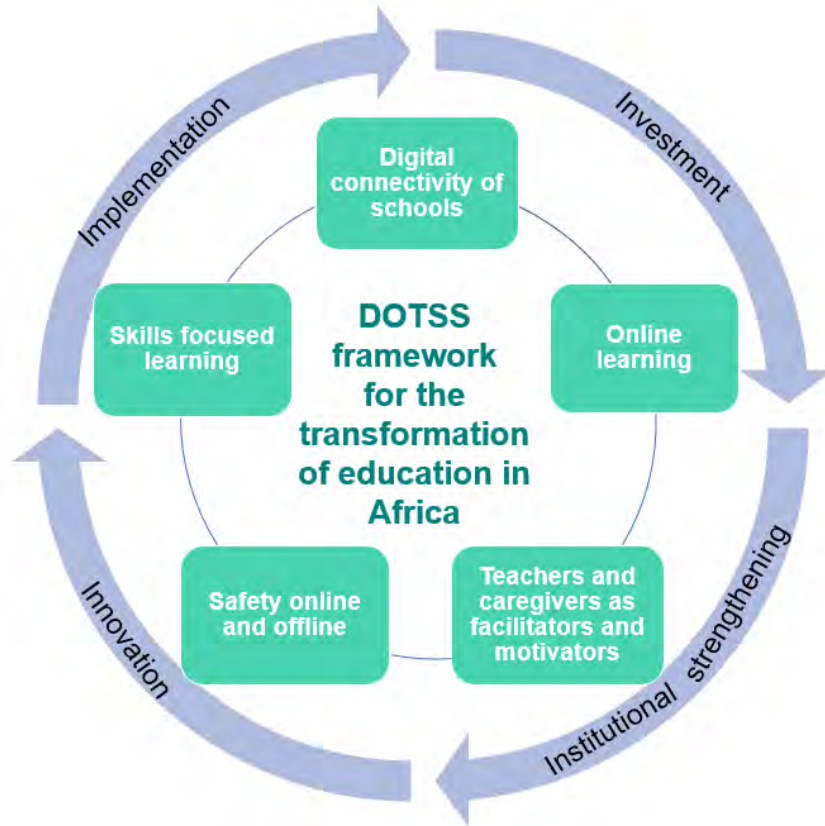 Implementation
Investment
Digital
connectivity of
schools
Skills focused
learning
DOTSS
framework
for the
transformation
of education in
Africa
Online
learning
Safety online
and offline
Teachers and
caregivers as
facilitators and
motivators
Innovation
Institutional strengthening